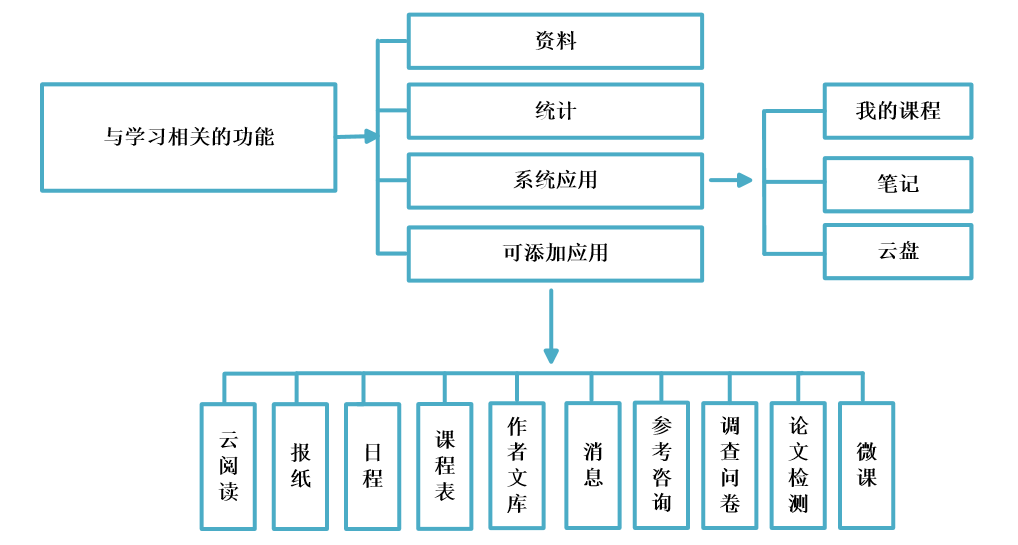 资料
统计
与学习相关的功能
系统应用
可添加应用
我的课程
笔记
云盘
云阅读
报纸
日程
课程表
作者文库
消息
参考咨询
调查问卷
论文检测
微课